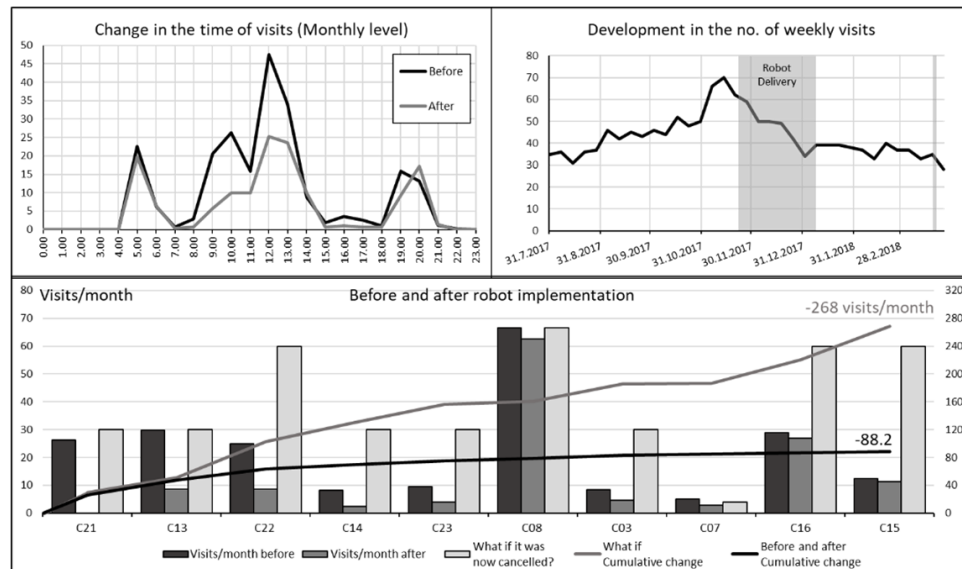 Change in the time of visits (Monthly level)
50
45
40
35
30
25
20
15
10
5
0
Before
After
0.00
1.00
2.00
3.00
4.00
5.00
6.00
7.00
8.00
9.00
10.00
11.00
12.00
13.00
14.00
15.00
16.00
17.00
18.00
19.00
20.00
21.00
22.00
23.00
Development in the no. of weekly visits
80
70
60
50
40
30
20
10
0
Robot
Delivery
31.7.2017
31.8.2017
30.9.2017
31.10.2017
30.11.2017
31.12.2017
31.1.2018
28.2.2018
Visits/month
Before and after robot implementation
-268 visits/month
-88.2
80
70
60
50
40
30
20
10
0
320
280
240
200
160
120
80
40
0
C21
C13
C22
C14
C23
C08
C03
C07
C16
C15
Visits/month before
Visits/month after
What if it was
now cancelled?
What if
Cumulative change
Before and after
Cumulative change